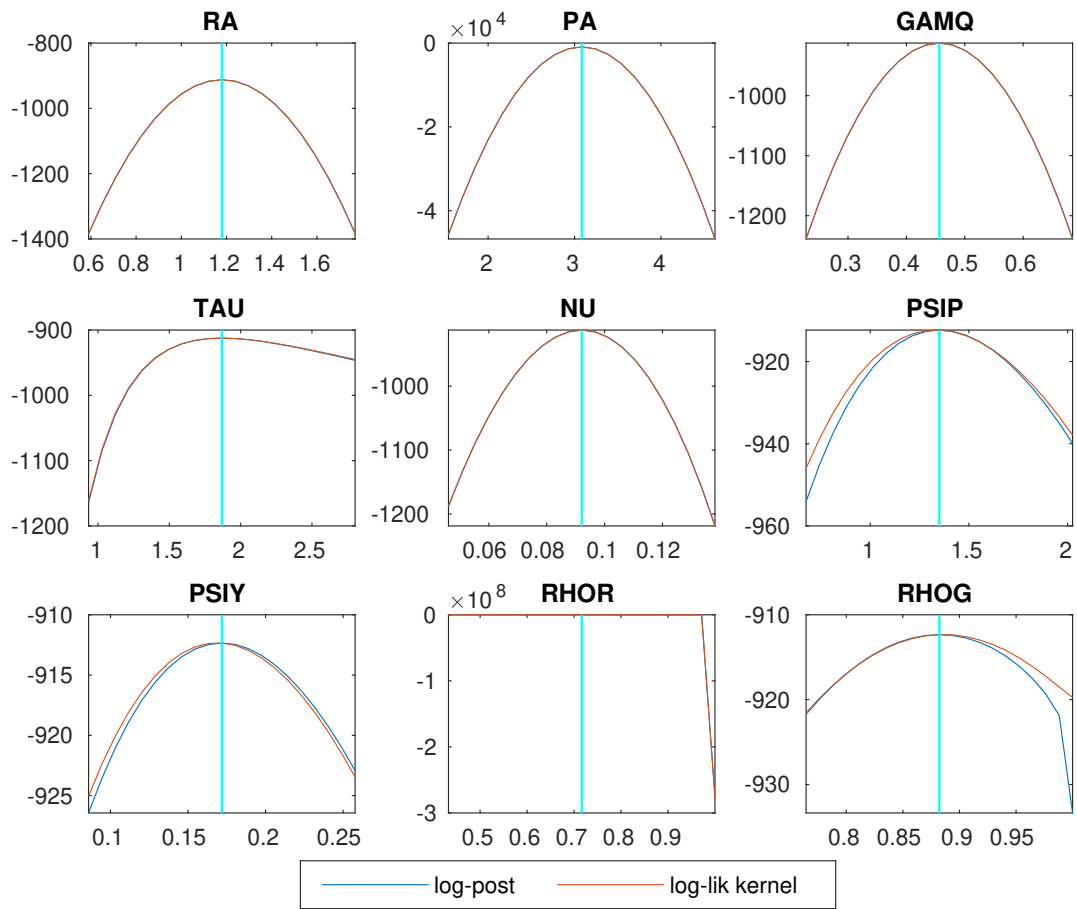 RA
PA
GAMQ
-800
-1000
-1200
-1400
0.6 0.8 1 1.2 1.4 1.6
×10^4
0
-2
-4
2 3 4
-1000
-1100
-1200
0.3 0.4 0.5 0.6
TAU
NU
PSIP
-900
-1000
-1100
-1200
1 1.5 2 2.5
-1000
-1100
-1200
0.06 0.08 0.1 0.12
-920
-940
-960
1 1.5 2
PSIY
RHOR
RHOG
-910
-915
-920
-925
0.1 0.15 0.2 0.25
×10^8
0
-1
-2
-3
0.5 0.6 0.7 0.8 0.9
-910
-920
-930
0.8 0.85 0.9 0.95
log-post log-lik kernel